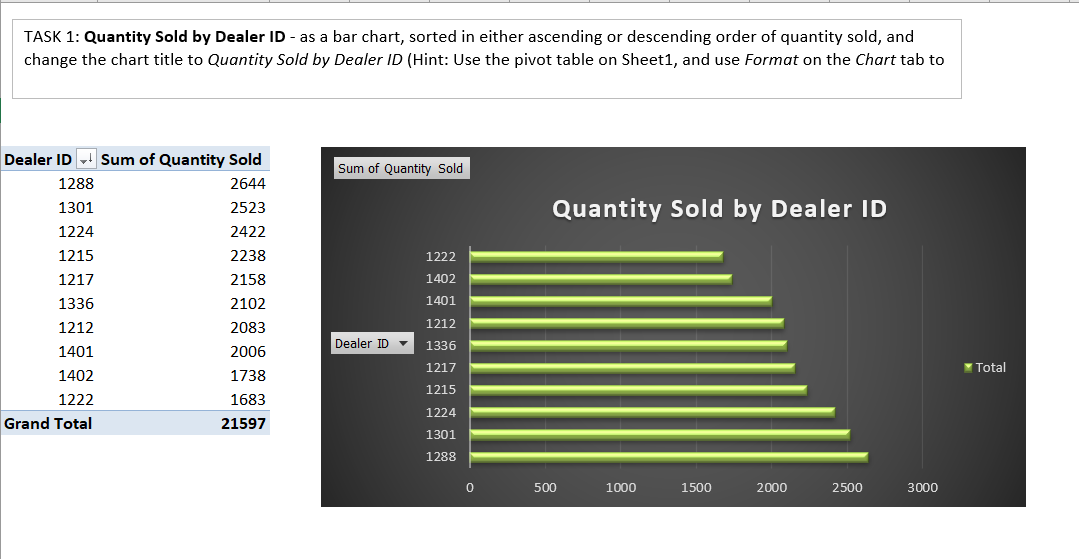 TASK 1: Quantity Sold by Dealer ID - as a bar chart, sorted in either ascending or descending order of quantity sold, and
change the chart title to Quantity Sold by Dealer ID (Hint: Use the pivot table on Sheet1, and use Format on the Chart tab to
Dealer ID Sum of Quantity Sold
1288 2644
1301 2523
1224 2422
1215 2238
1217 2158
1336 2102
1212 2083
1401 2006
1402 1738
1222 1683
Grand Total 21597
Sum of Quantity Sold
Quantity Sold by Dealer ID
1222
1402
1401
1212
Dealer ID
1336
1217
1215
1224
1301
1288
Total
0 500 1000 1500 2000 2500 3000